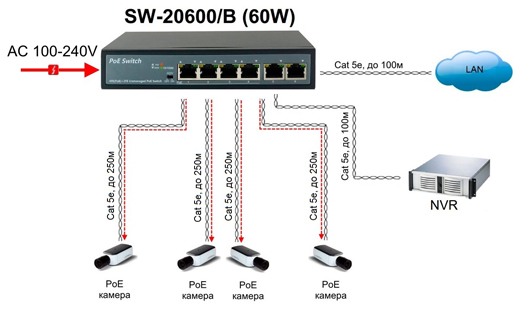 SW-20600/B (60W)
AC 100-240V
PoE Switch
Cat 5e, до 100м
LAN
Cat 5e, до 250м
Cat 5e, до 250м
Cat 5e, до 250м
Cat 5e, до 250м
Cat 5e, до 100м
NVR
PoE
камера
PoE
камера
PoE
камера
PoE
камера